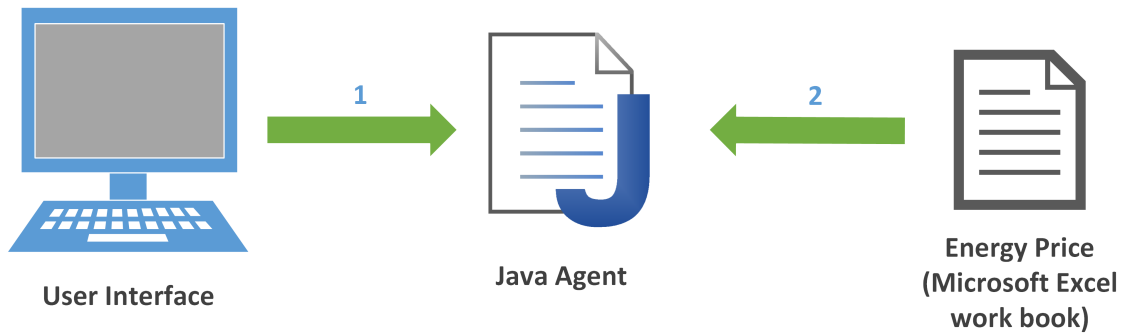 1
2
User Interface
Java Agent
Energy Price
(Microsoft Excel
work book)